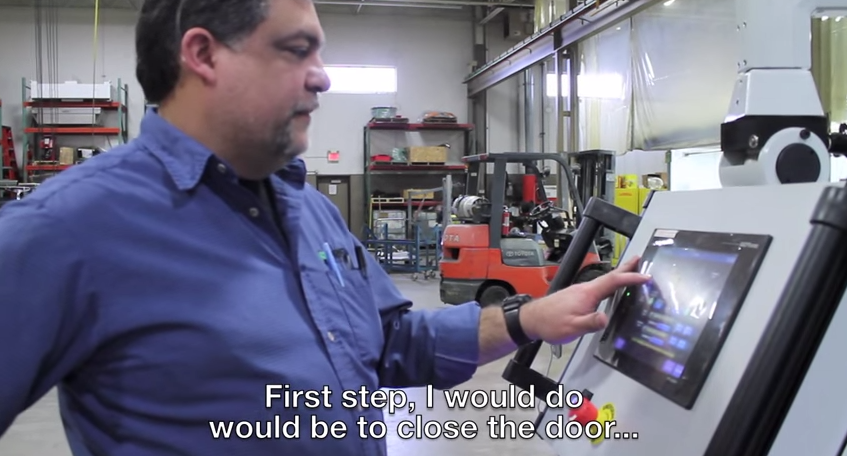 First step, I would do
would be to close the door...